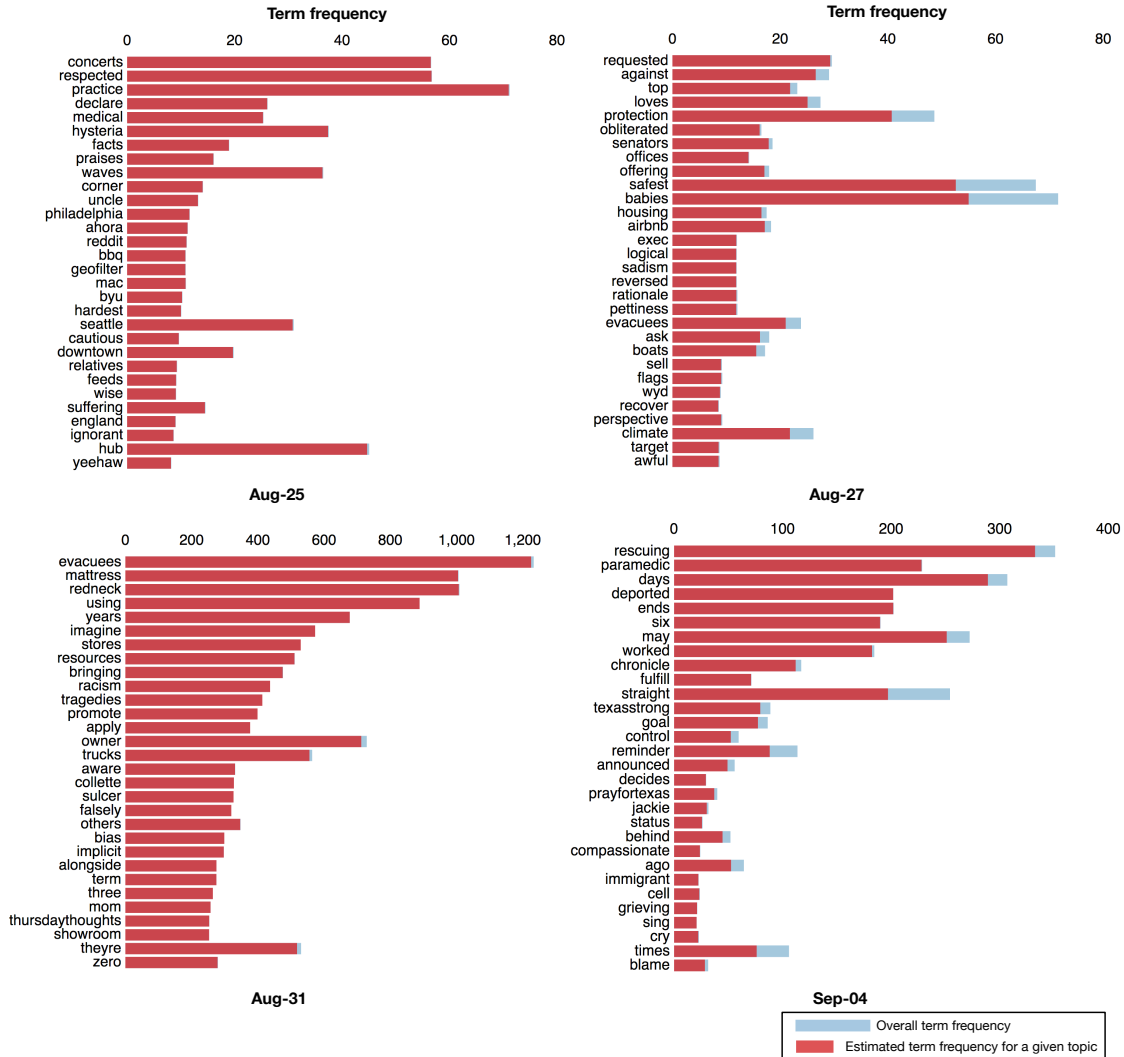 Term frequency
0 20 40 60 80
concerts
respected
practice
declare
medical
hysteria
facts
praises
waves
corner
uncle
philadelphia
ahora
reddit
bbq
geofilter
mac
byu
hardest
seattle
cautious
downtown
relatives
feeds
wise
suffering
england
ignorant
hub
yeehaw
Aug-25
Term frequency
0 20 40 60 80
requested
against
top
loves
protection
obliterated
senators
offices
offering
safest
babies
housing
airbnb
exec
logical
sadism
reversed
rationale
pettiness
evacuees
ask
boats
sell
flags
wyd
recover
perspective
climate
target
awful
Aug-27
0 200 400 600 800 1,000 1,200
evacuees
mattress
redneck
using
years
imagine
stores
resources
bringing
racism
tragedies
promote
apply
owner
trucks
aware
collette
sulcer
falsely
others
bias
implicit
alongside
term
three
mom
thursdaythoughts
showroom
theyre
zero
Aug-31
0 100 200 300 400
rescuing
paramedic
days
deported
ends
six
may
worked
chronicle
fulfill
straight
texasstrong
goal
control
reminder
announced
decides
prayfortexas
jackie
status
behind
compassionate
ago
immigrant
cell
grieving
sing
cry
times
blame
Sep-04
Overall term frequency
Estimated term frequency for a given topic